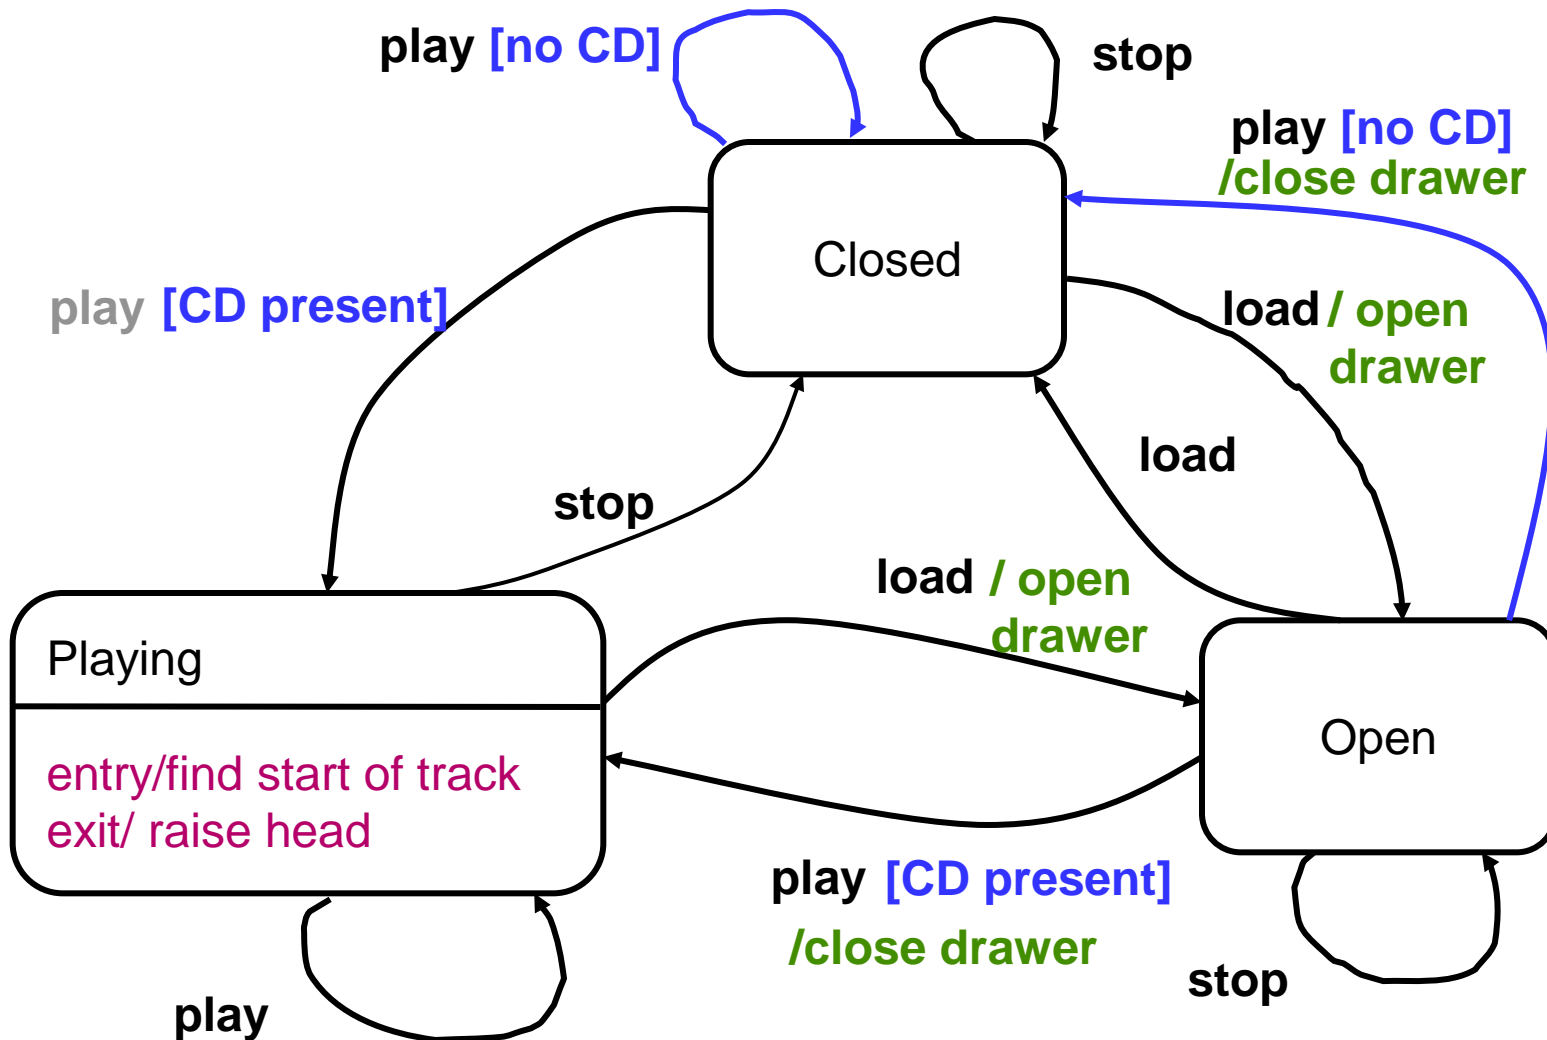 play [no CD]
stop
play [no CD]
/close drawer
Closed
play [CD present]
load / open
drawer
load
stop
load / open
drawer
Playing
Open
entry/find start of track
exit/ raise head
play [CD present]
/close drawer
stop
play